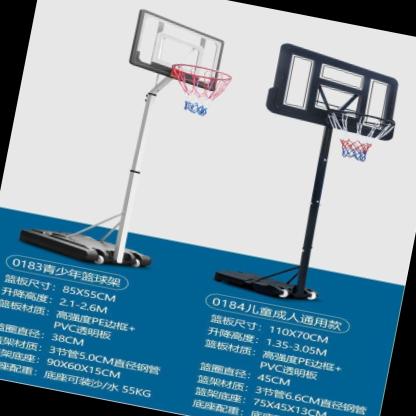 0183青少年篮球架
篮板尺寸：85X55CM
升降高度：2.1-2.6M
篮板材质：高强度PE边框+
PVC透明板
篮圈直径：38CM
篮架材质：3节管5.0CM直径钢管
篮架底座：90X60X15CM
底座配重：底座可装沙/水 55KG
0184儿童成人通用款
篮板尺寸：110X70CM
升降高度：1.35-3.05M
篮板材质：高强度PE边框+
PVC透明板
篮圈直径：45CM
篮架材质：3节管6.6CM直径钢管
篮架底座：75X45X13CM
底座配重：底座